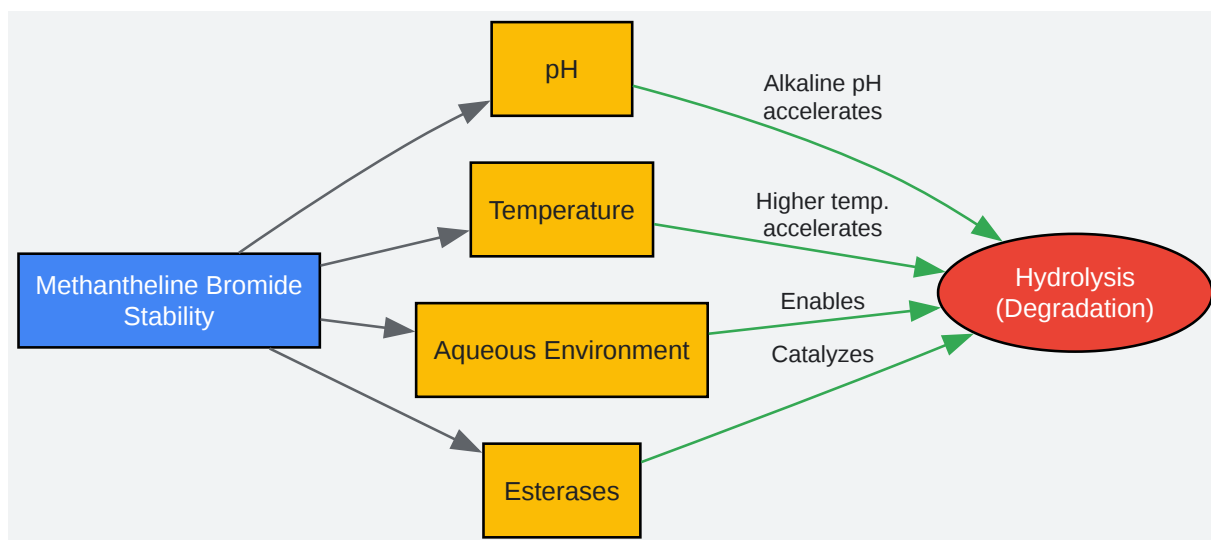 pH
Alkaline pH
accelerates
Temperature
Higher temp.
accelerates
Methantheline Bromide
Stability
Hydrolysis
(Degradation)
Aqueous Environment
Enables
Catalyzes
Esterases